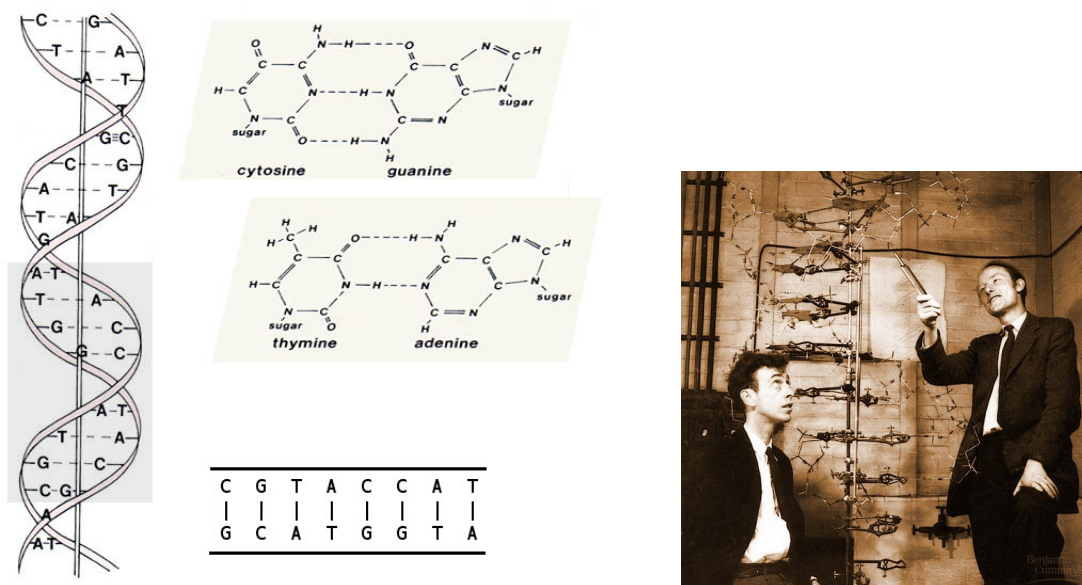 C G
T A
A T
T
G≡C
C G
A T
T A
G
A T
T A
G C
G C
A T
T A
G C
C G
A
A T
H
O N H O N C H
C C C C
H C N H N C N
sugar
N C C N
sugar O H N
H
cytosine guanine
H H
H C H O H N N C H
C C C C
H C N H N C N
sugar
N C C N
sugar O H
thymine adenine
C G T A C C A T
G C A T G G T A